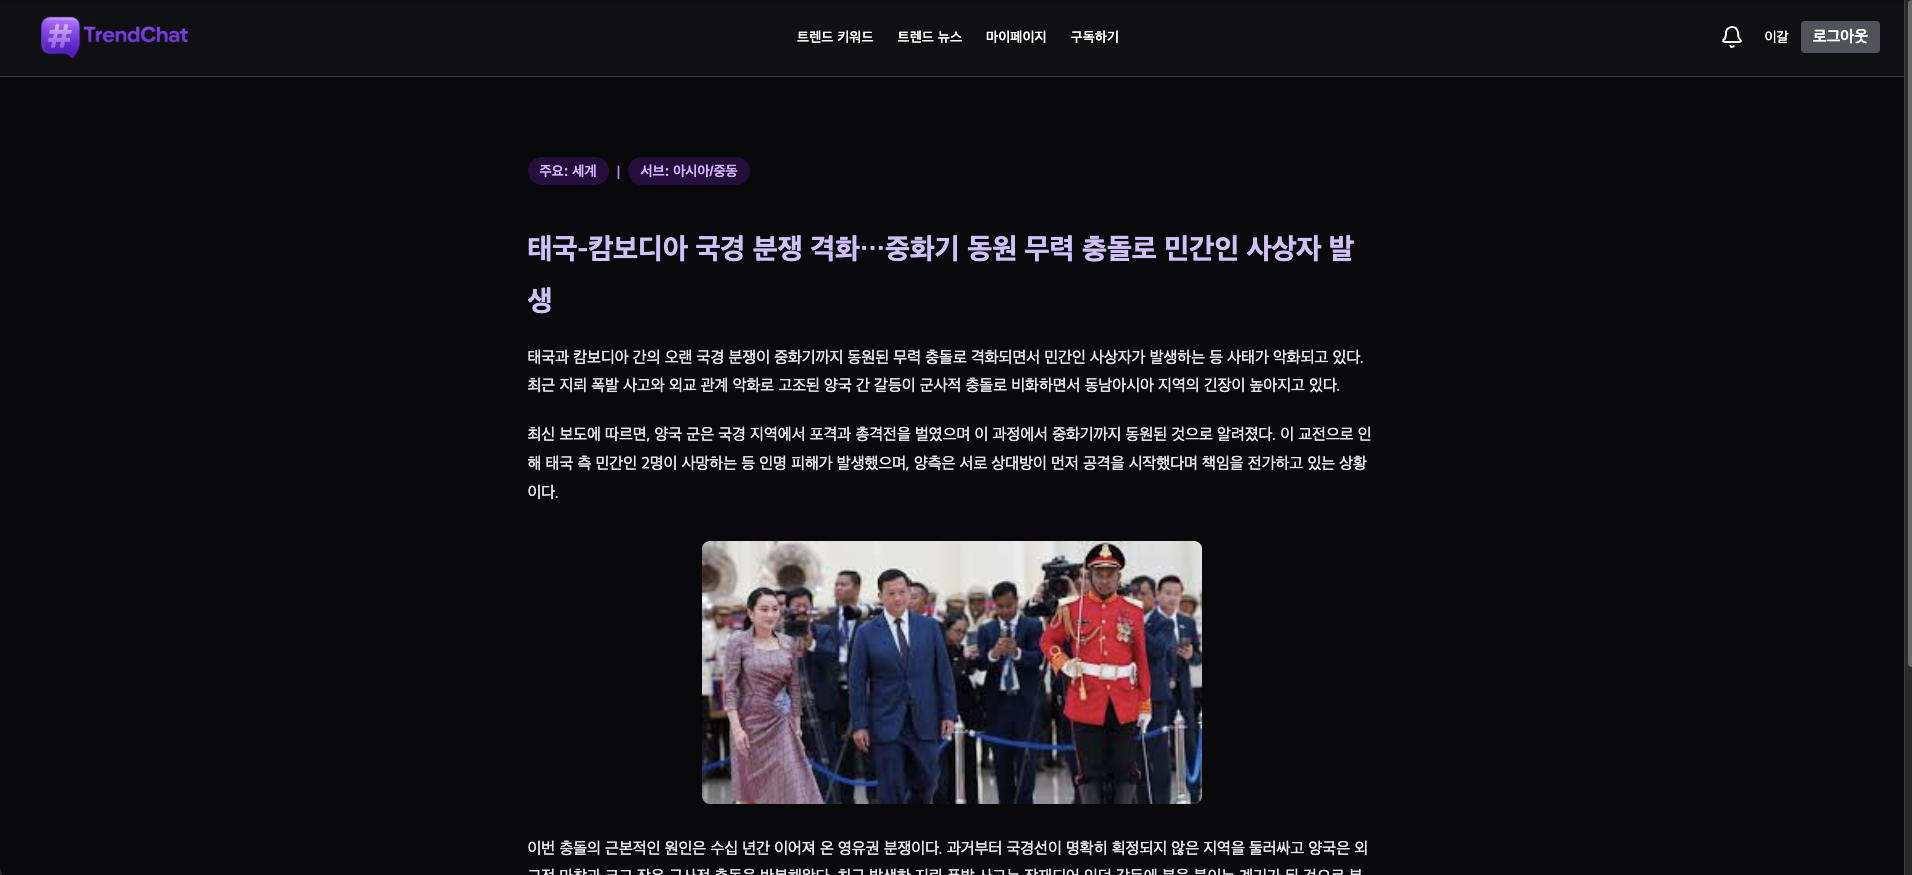 TrendChat
트렌드 키워드 트렌드 뉴스 마이페이지 구독하기
이갈 로그아웃
주요: 세계 | 서브: 아시아/중동
태국-캄보디아 국경 분쟁 격화…중화기 동원 무력 충돌로 민간인 사상자 발
생
태국과 캄보디아 간의 오랜 국경 분쟁이 중화기까지 동원된 무력 충돌로 격화되면서 민간인 사상자가 발생하는 등 사태가 악화되고 있다.
최근 지뢰 폭발 사고와 외교 관계 악화로 고조된 양국 간 갈등이 군사적 충돌로 비화하면서 동남아시아 지역의 긴장이 높아지고 있다.
최신 보도에 따르면, 양국 군은 국경 지역에서 포격과 총격전을 벌였으며 이 과정에서 중화기까지 동원된 것으로 알려졌다. 이 교전으로 인
해 태국 측 민간인 2명이 사망하는 등 인명 피해가 발생했으며, 양측은 서로 상대방이 먼저 공격을 시작했다며 책임을 전가하고 있는 상황
이다.
이번 충돌의 근본적인 원인은 수십 년간 이어져 온 영유권 분쟁이다. 과거부터 국경선이 명확히 획정되지 않은 지역을 둘러싸고 양국은 외